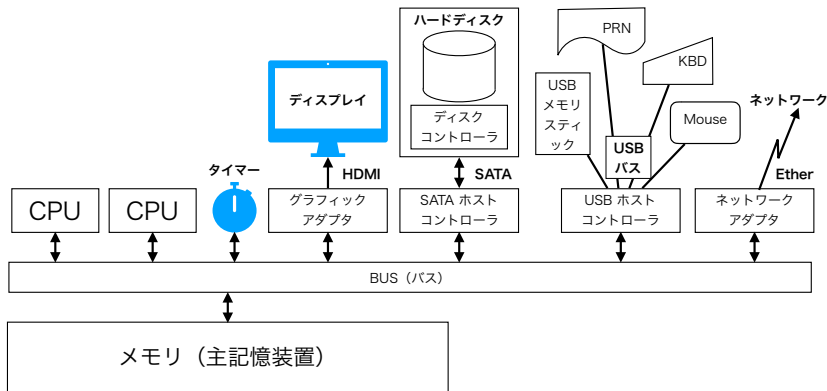 ハードディスク
PRN
KBD
ディスプレイ
USB
メモリ
スティ
ック
ネットワーク
ディスク
コントローラ
Mouse
USB
バス
タイマー
HDMI
SATA
Ether
CPU
CPU
グラフィック
アダプタ
SATA ホスト
コントローラ
USB ホスト
コントローラ
ネットワーク
アダプタ
BUS（バス）
メモリ（主記憶装置）